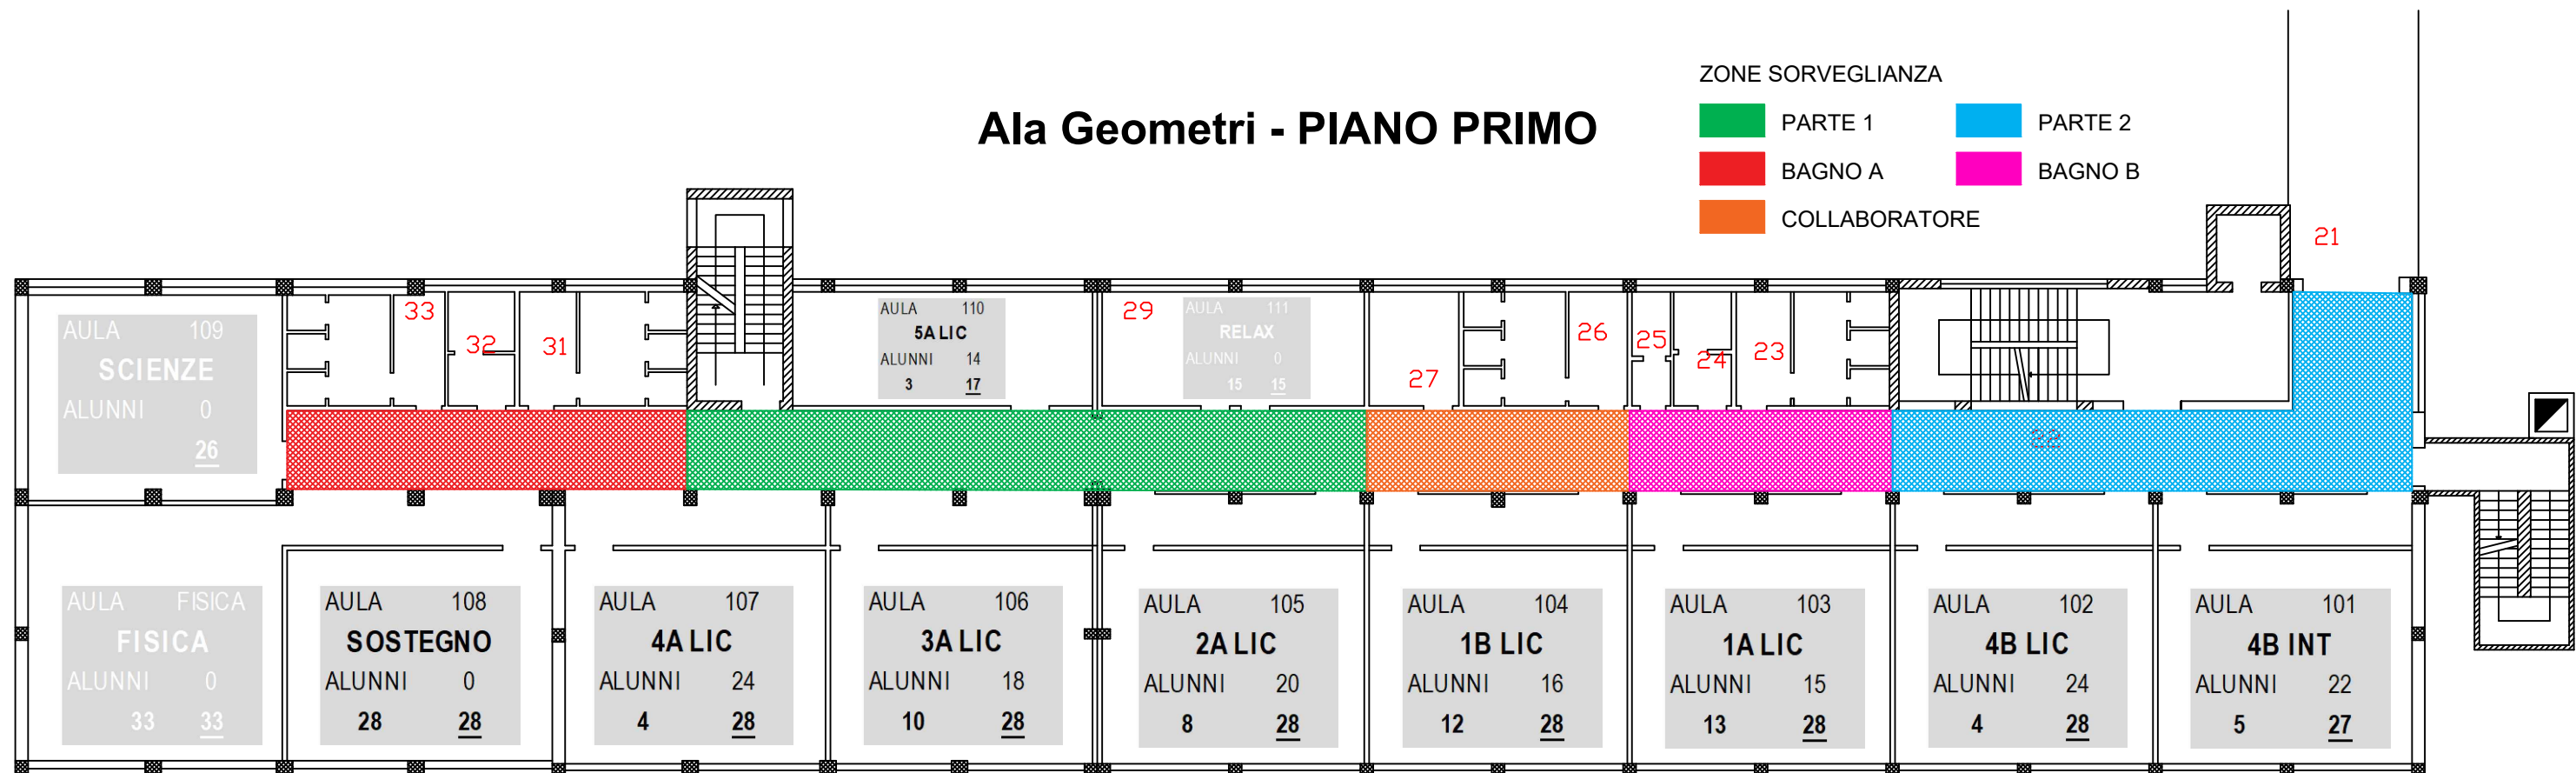 ZONE SORVEGLIANZA
Ala Geometri - PIANO PRIMO
PARTE 1
PARTE 2
BAGNO A
BAGNO B
COLLABORATORE
21
AULA 109
SCIENZE
ALUNNI 0
26
33
32
31
AULA 110
5A LIC
ALUNNI 14
3 17
29
AULA 111
RELAX
ALUNNI 0
15 15
27
26
25
24
23
22
AULA FISICA
FISICA
ALUNNI 0
33 33
AULA 108
SOSTEGNO
ALUNNI 0
28 28
AULA 107
4A LIC
ALUNNI 24
4 28
AULA 106
3A LIC
ALUNNI 18
10 28
AULA 105
2A LIC
ALUNNI 20
8 28
AULA 104
1B LIC
ALUNNI 16
12 28
AULA 103
1A LIC
ALUNNI 15
13 28
AULA 102
4B LIC
ALUNNI 24
4 28
AULA 101
4B INT
ALUNNI 22
5 27